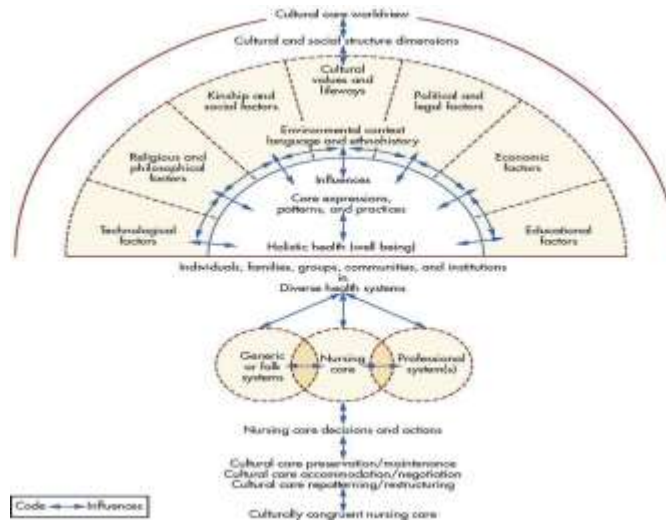 Cultural care worldview
Cultural and social structure dimensions
Cultural
values and
lifeways
Kinship and
social factors
Political and
legal factors
Environmental context
language and ethnohistory
Religious and
philosophical
factors
Economic
factors
Influences
Care expressions,
patterns, and practices
Technological
factors
Holistic health (well being)
Educational
factors
Individuals, families, groups, communities, and institutions
in
Diverse health systems
Generic
or folk
systems
Nursing
care
Professional
system(s)
Nursing care decisions and actions
Cultural care preservation/maintenance
Cultural care accommodation/negotiation
Cultural care repatterning/restructuring
Code Influences
Culturally congruent nursing care